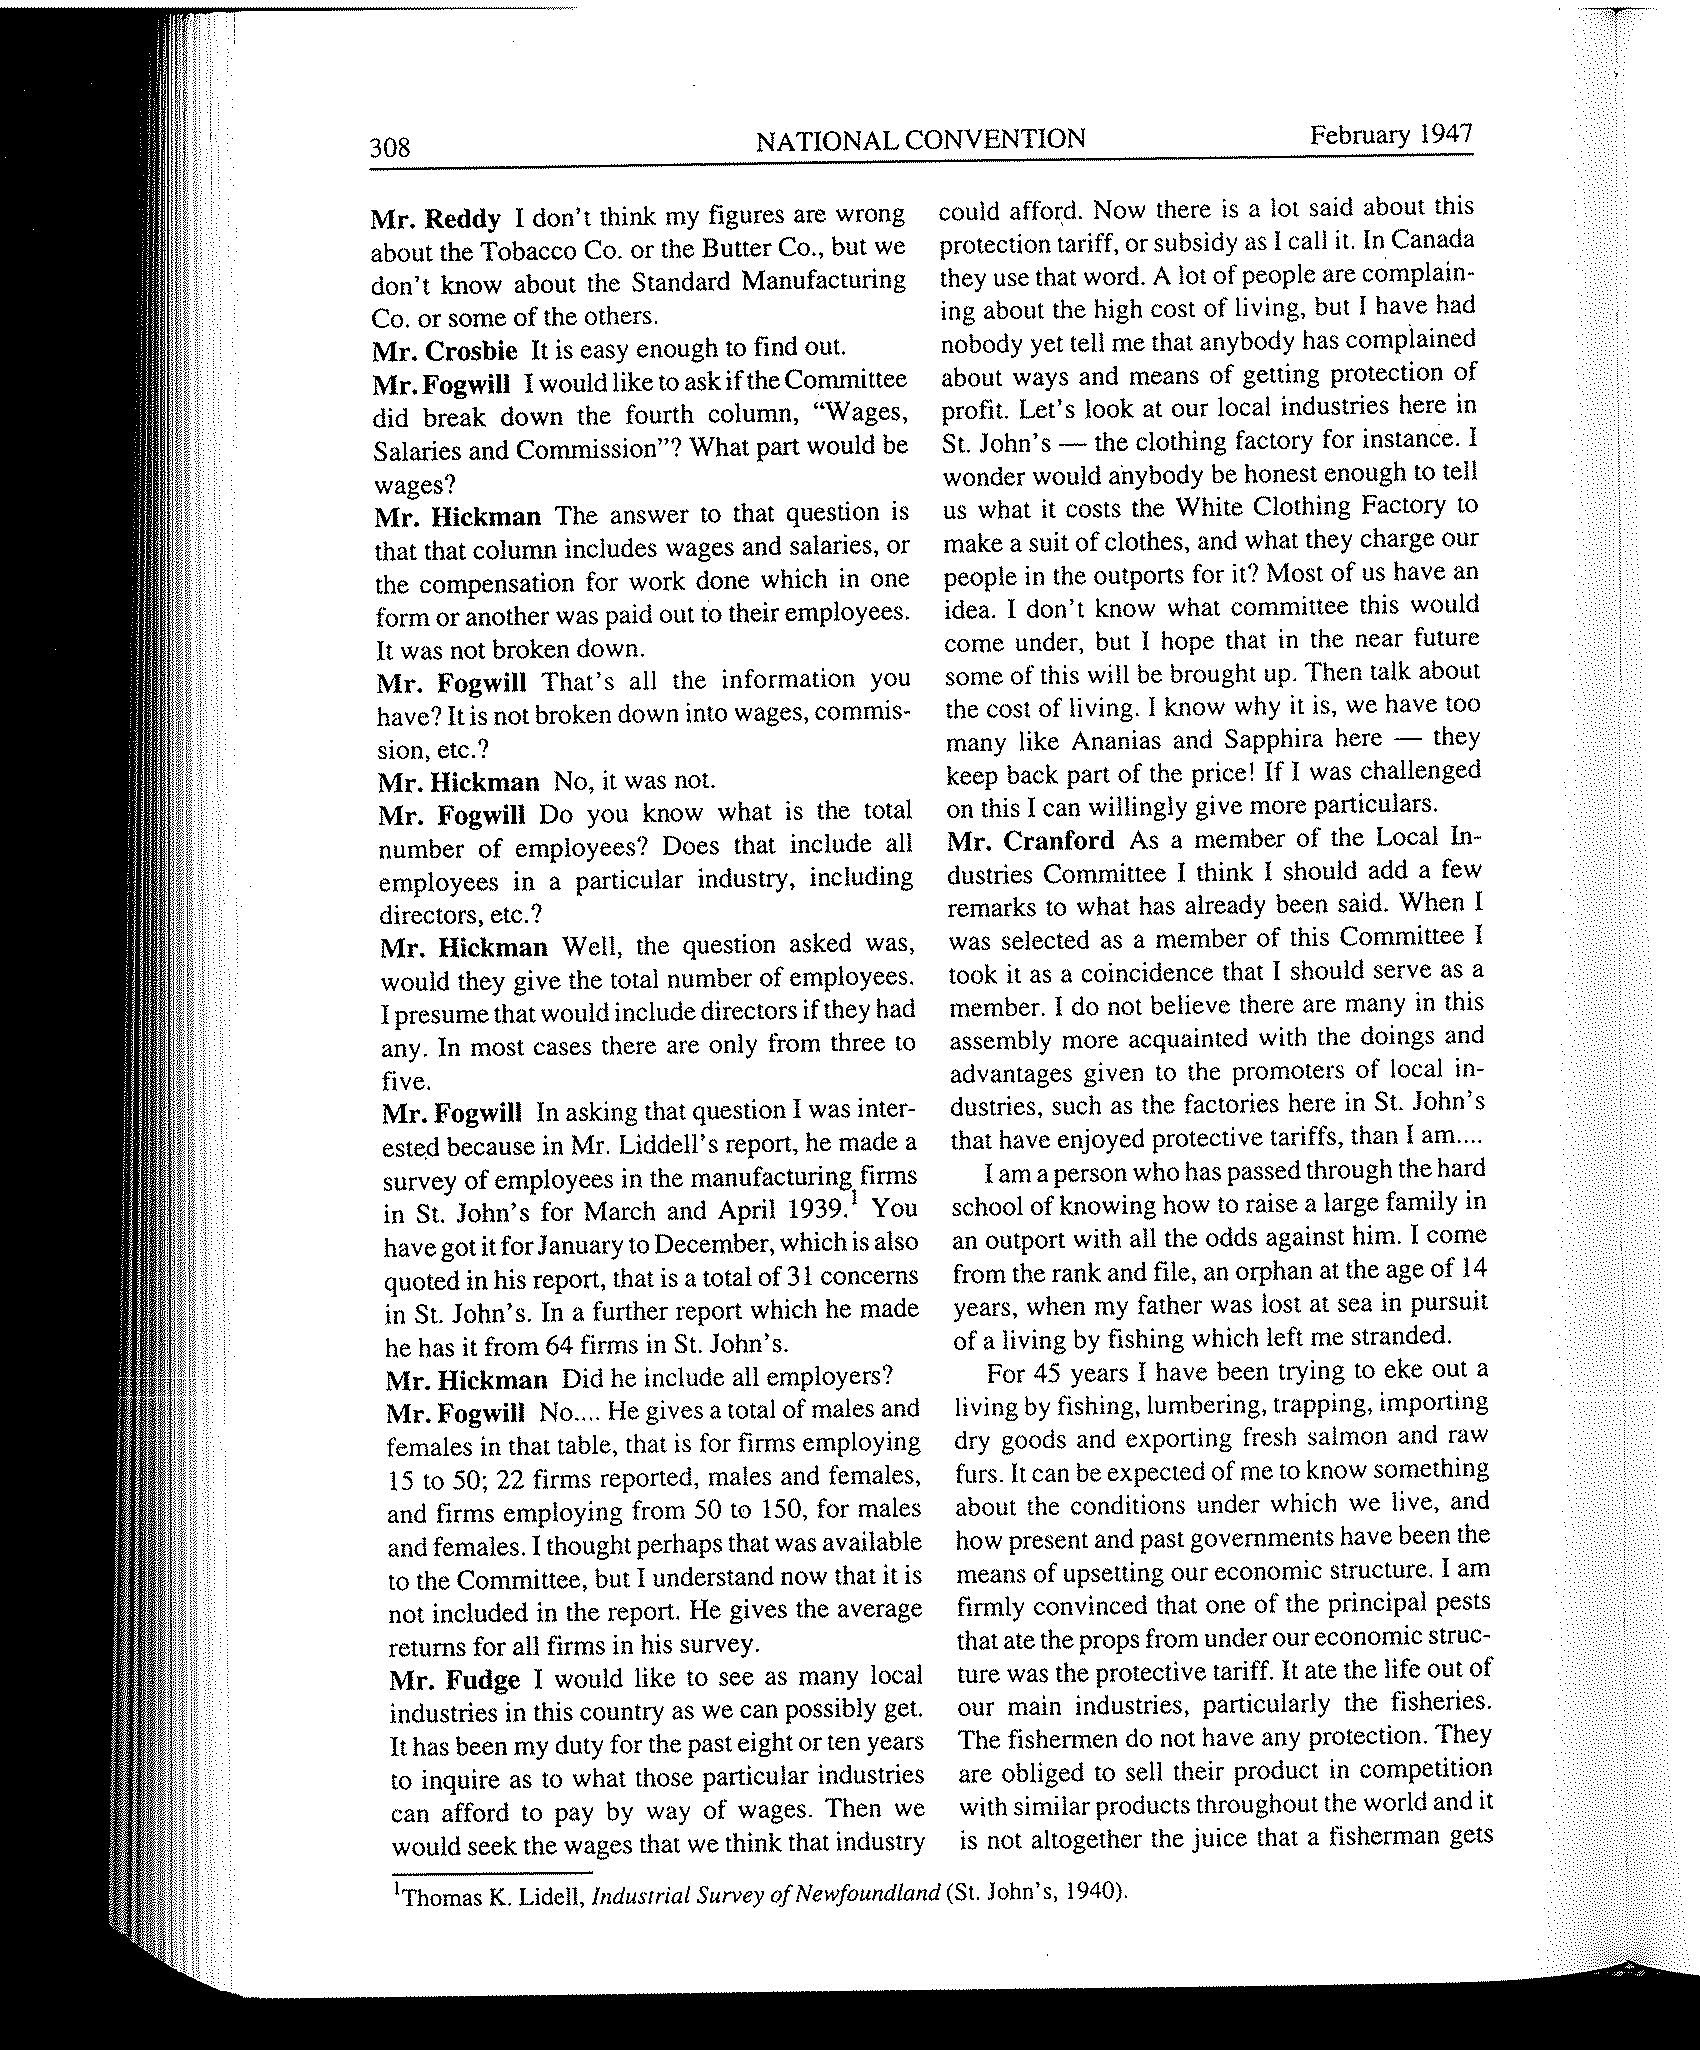 308
NATIONAL CONVENTION
February 1947
Mr. Reddy I don't think my figures are wrong
about the Tobacco Co. or the Butter Co., but we
don't know about the Standard Manufacturing
Co. or some of the others.
Mr. Crosbie It is easy enough to find out.
Mr. Fogwill I would like to ask if the Committee
did break down the fourth column, "Wages,
Salaries and Commission"? What part would be
wages?
Mr. Hickman The answer to that question is
that that column includes wages and salaries, or
the compensation for work done which in one
form or another was paid out to their employees.
It was not broken down.
Mr. Fogwill That's all the information you
have? It is not broken down into wages, commis-
sion, etc.?
Mr. Hickman No, it was not.
Mr. Fogwill Do you know what is the total
number of employees? Does that include all
employees in a particular industry, including
directors, etc.?
Mr. Hickman Well, the question asked was,
would they give the total number of employees.
I presume that would include directors if they had
any. In most cases there are only from three to
five.
Mr. Fogwill In asking that question I was inter-
ested because in Mr. Liddell's report, he made a
survey of employees in the manufacturing firms
in St. John's for March and April 1939.¹ You
have got it for January to December, which is also
quoted in his report, that is a total of 31 concerns
in St. John's. In a further report which he made
he has it from 64 firms in St. John's.
Mr. Hickman Did he include all employers?
Mr. Fogwill No.... He gives a total of males and
females in that table, that is for firms employing
15 to 50; 22 firms reported, males and females,
and firms employing from 50 to 150, for males
and females. I thought perhaps that was available
to the Committee, but I understand now that it is
not included in the report. He gives the average
returns for all firms in his survey.
Mr. Fudge I would like to see as many local
industries in this country as we can possibly get.
It has been my duty for the past eight or ten years
to inquire as to what those particular industries
can afford to pay by way of wages. Then we
would seek the wages that we think that industry
could afford. Now there is a lot said about this
protection tariff, or subsidy as I call it. In Canada
they use that word. A lot of people are complain-
ing about the high cost of living, but I have had
nobody yet tell me that anybody has complained
about ways and means of getting protection of
profit. Let's look at our local industries here in
St. John's — the clothing factory for instance. I
wonder would anybody be honest enough to tell
us what it costs the White Clothing Factory to
make a suit of clothes, and what they charge our
people in the outports for it? Most of us have an
idea. I don't know what committee this would
come under, but I hope that in the near future
some of this will be brought up. Then talk about
the cost of living. I know why it is, we have too
many like Ananias and Sapphira here — they
keep back part of the price! If I was challenged
on this I can willingly give more particulars.
Mr. Cranford As a member of the Local In-
dustries Committee I think I should add a few
remarks to what has already been said. When I
was selected as a member of this Committee I
took it as a coincidence that I should serve as a
member. I do not believe there are many in this
assembly more acquainted with the doings and
advantages given to the promoters of local in-
dustries, such as the factories here in St. John's
that have enjoyed protective tariffs, than I am....
I am a person who has passed through the hard
school of knowing how to raise a large family in
an outport with all the odds against him. I come
from the rank and file, an orphan at the age of 14
years, when my father was lost at sea in pursuit
of a living by fishing which left me stranded.
For 45 years I have been trying to eke out a
living by fishing, lumbering, trapping, importing
dry goods and exporting fresh salmon and raw
furs. It can be expected of me to know something
about the conditions under which we live, and
how present and past governments have been the
means of upsetting our economic structure. I am
firmly convinced that one of the principal pests
that ate the props from under our economic struc-
ture was the protective tariff. It ate the life out of
our main industries, particularly the fisheries.
The fishermen do not have any protection. They
are obliged to sell their product in competition
with similar products throughout the world and it
is not altogether the juice that a fisherman gets
¹Thomas K. Lidell, Industrial Survey of Newfoundland (St. John's, 1940).